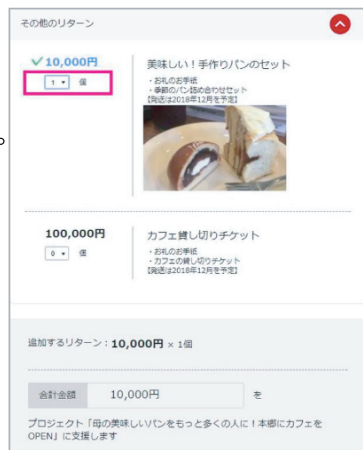 その他のリターン
10,000円
1 個
美味しい！手作りパンのセット
・お礼のお手紙
・季節のパン詰め合わせセット
【発送は2018年12月を予定】
100,000円
0 個
カフェ貸し切りチケット
・お礼のお手紙
・カフェの貸し切りチケット
【発送は2018年12月を予定】
追加するリターン：10,000円 × 1個
合計金額 10,000円 を
プロジェクト「母の美味しいパンをもっと多くの人に！本郷にカフェを
OPEN」に支援します
。